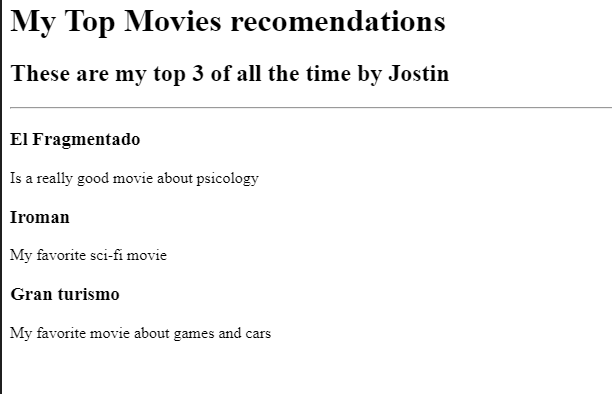 My Top Movies recomendations
These are my top 3 of all the time by Jostin
El Fragmentado
Is a really good movie about psicology
Iroman
My favorite sci-fi movie
Gran turismo
My favorite movie about games and cars